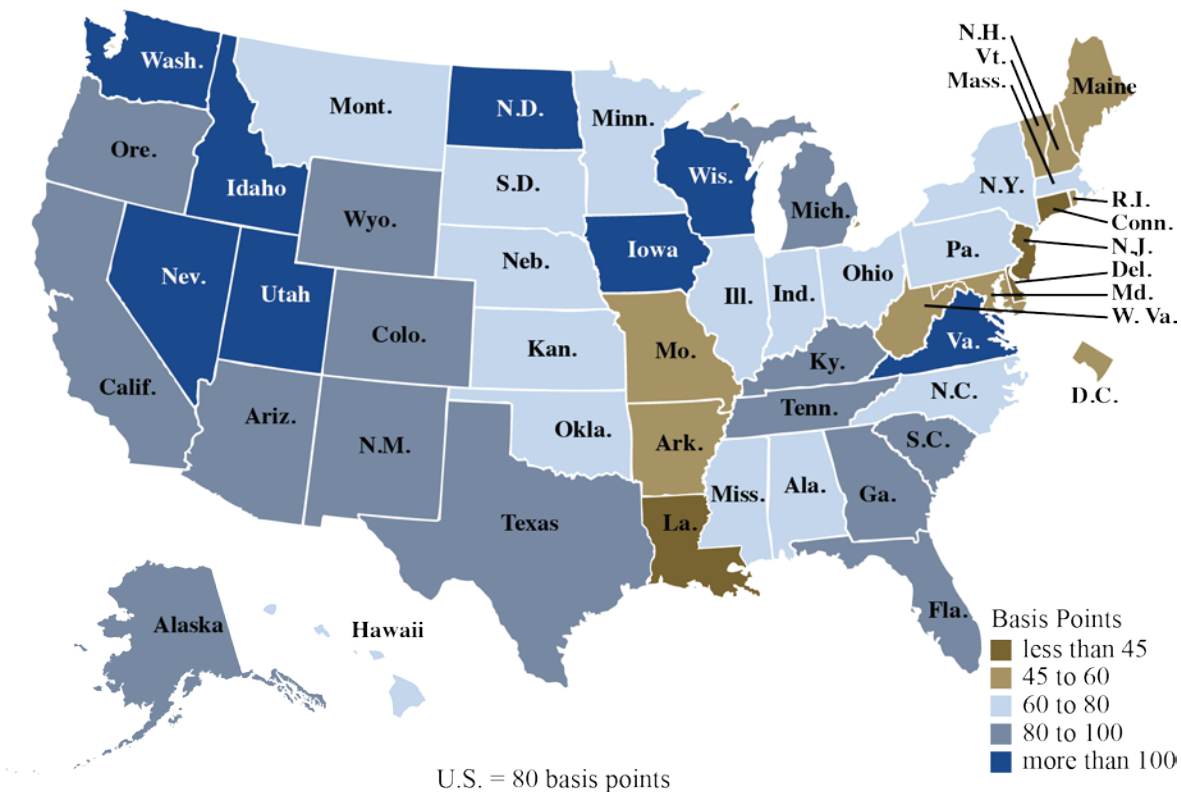 N.H.
Vt.
Mass.
Wash.
Mont.
N.D.
Minn.
Maine
Ore.
Idaho
S.D.
Wis.
N.Y.
R.I.
Wyo.
Mich.
Conn.
Nev.
Utah
Neb.
Iowa
Ill.
Ind.
Ohio
Pa.
N.J.
Del.
Md.
W. Va.
Calif.
Colo.
Kan.
Mo.
Ky.
Va.
D.C.
Ariz.
N.M.
Okla.
Ark.
Tenn.
N.C.
S.C.
Texas
La.
Miss.
Ala.
Ga.
Fla.
Alaska
Hawaii
Basis Points
less than 45
45 to 60
60 to 80
80 to 100
more than 100
U.S. = 80 basis points